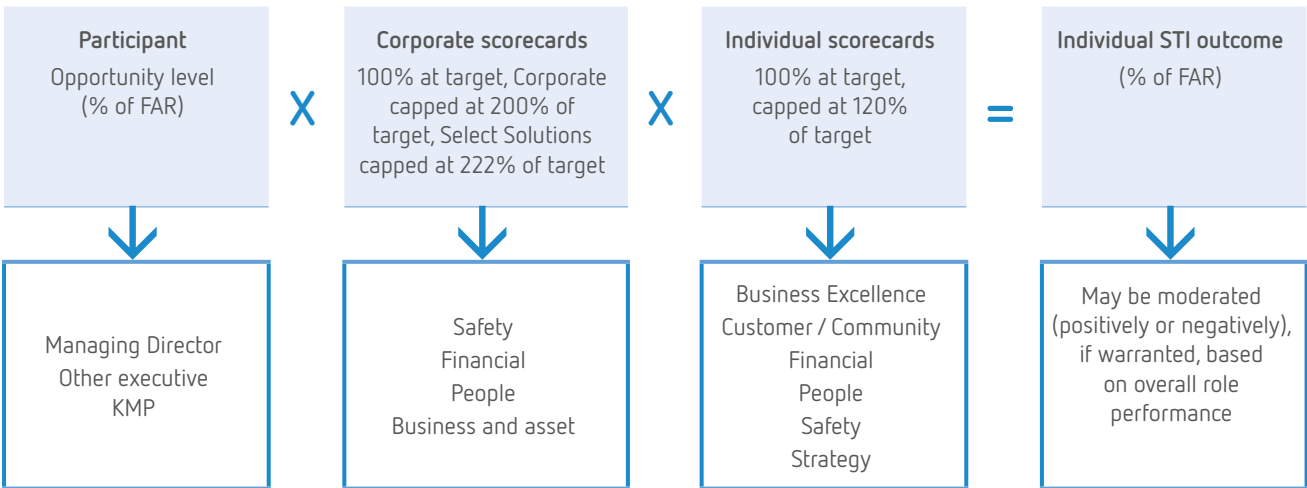 Participant
Opportunity level
(% of FAR)
X
Corporate scorecards
100% at target, Corporate
capped at 200% of
target, Select Solutions
capped at 222% of target
X
Individual scorecards
100% at target,
capped at 120%
of target
=
Individual STI outcome
(% of FAR)
Managing Director
Other executive
KMP
Safety
Financial
People
Business and asset
Business Excellence
Customer / Community
Financial
People
Safety
Strategy
May be moderated
(positively or negatively),
if warranted, based
on overall role
performance